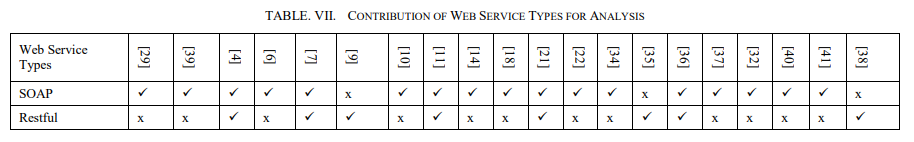 TABLE. VII. CONTRIBUTION OF WEB SERVICE TYPES FOR ANALYSIS
Web Service Types [29] [39] [4] [6] [7] [9] [10] [11] [14] [18] [21] [22] [34] [35] [36] [37] [32] [40] [41] [38]
SOAP ✓ ✓ ✓ ✓ ✓ x ✓ ✓ ✓ ✓ ✓ ✓ ✓ x ✓ ✓ ✓ ✓ ✓ x
Restful x x ✓ x ✓ ✓ x ✓ x x ✓ x x ✓ ✓ x x x x ✓